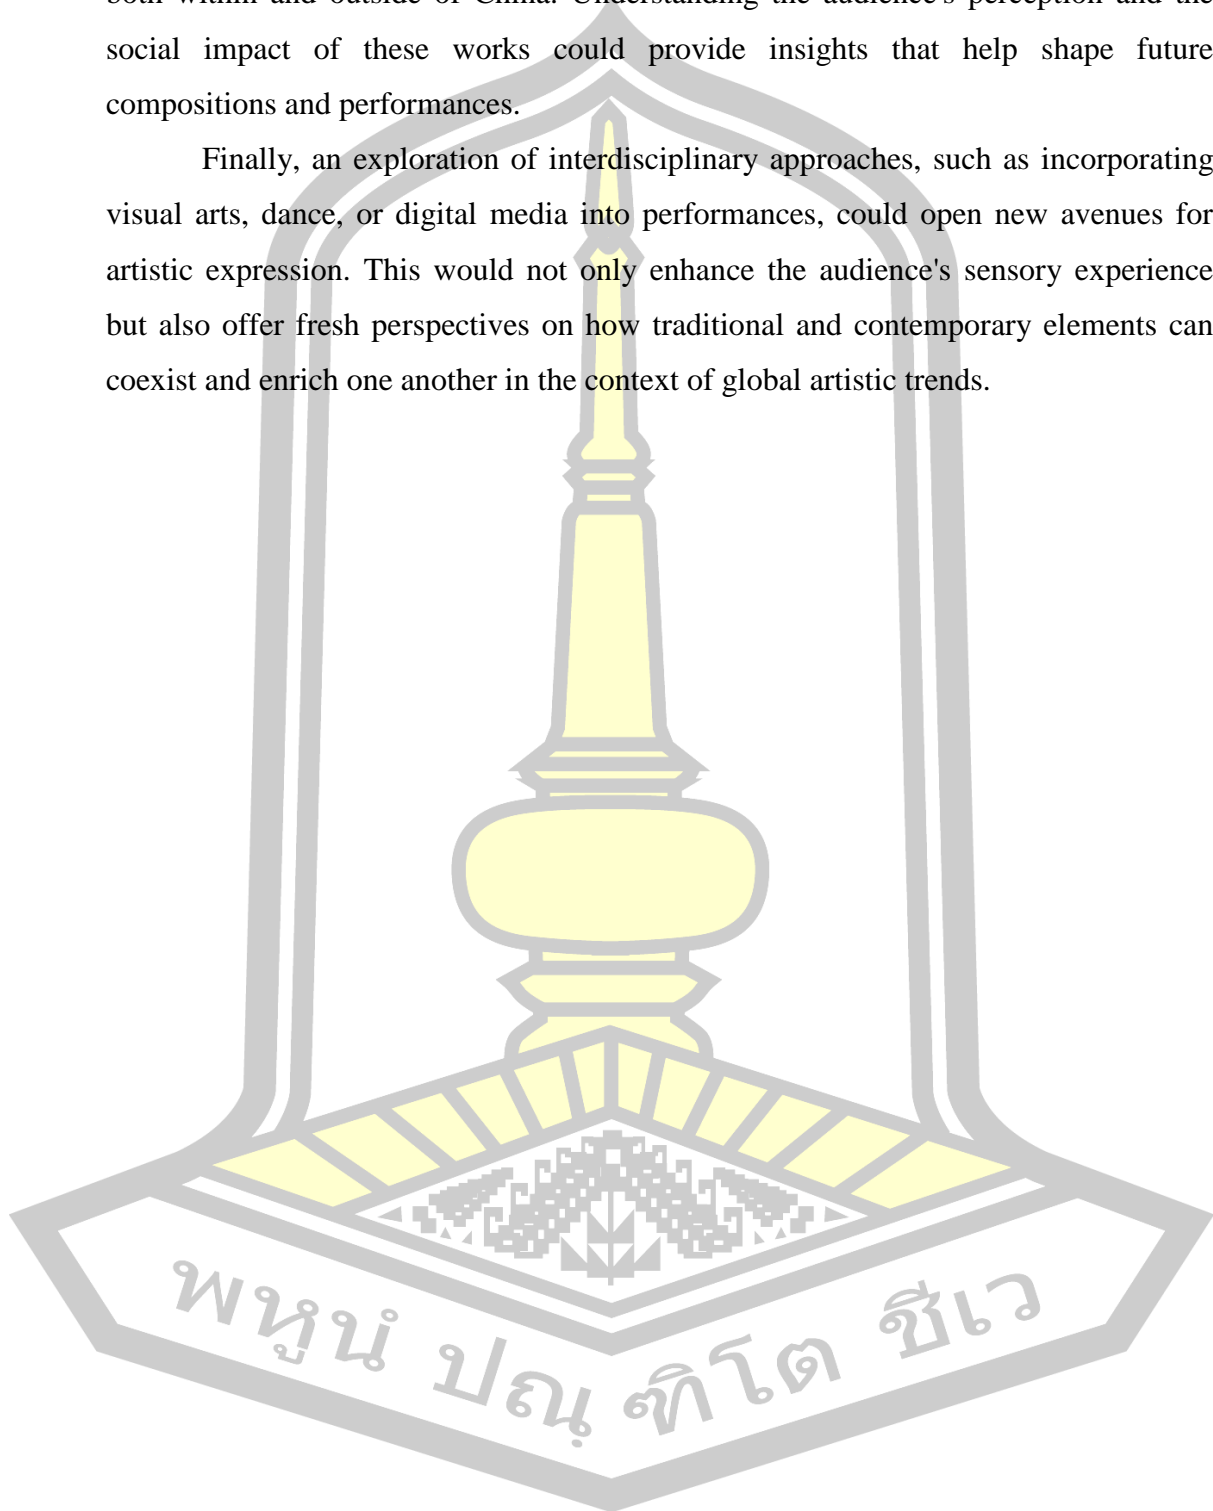 both within and outside of China. Understanding the audience's perception and the
social impact of these works could provide insights that help shape future
compositions and performances.
Finally, an exploration of interdisciplinary approaches, such as incorporating
visual arts, dance, or digital media into performances, could open new avenues for
artistic expression. This would not only enhance the audience's sensory experience
but also offer fresh perspectives on how traditional and contemporary elements can
coexist and enrich one another in the context of global artistic trends.
พหูนํ ปณฺฑิโต ชีเว